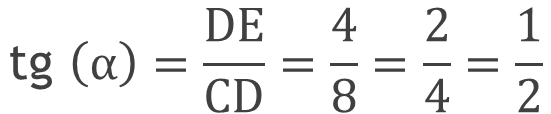 tg (α) = DE/CD = 4/8 = 2/4 = 1/2